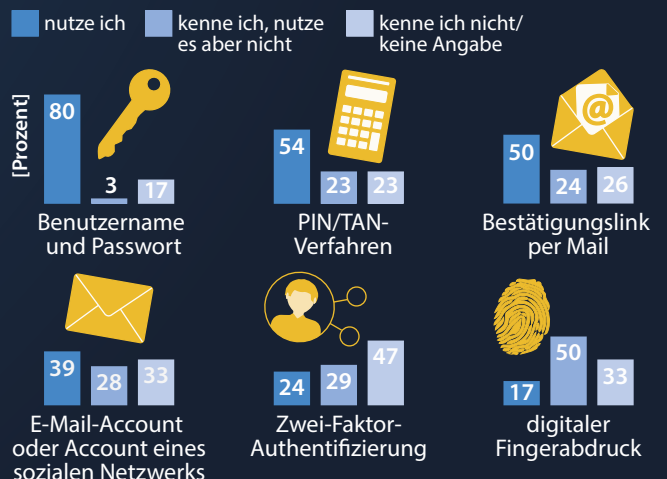 nutze ich
kenne ich, nutze
es aber nicht
kenne ich nicht/
keine Angabe
[Prozent]
80
3
17
Benutzername
und Passwort
54
23
23
PIN/TAN-
Verfahren
@
50
24
26
Bestätigungslink
per Mail
39
28
33
E-Mail-Account
oder Account eines
sozialen Netzwerks
24
29
47
Zwei-Faktor-
Authentifizierung
17
50
33
digitaler
Fingerabdruck